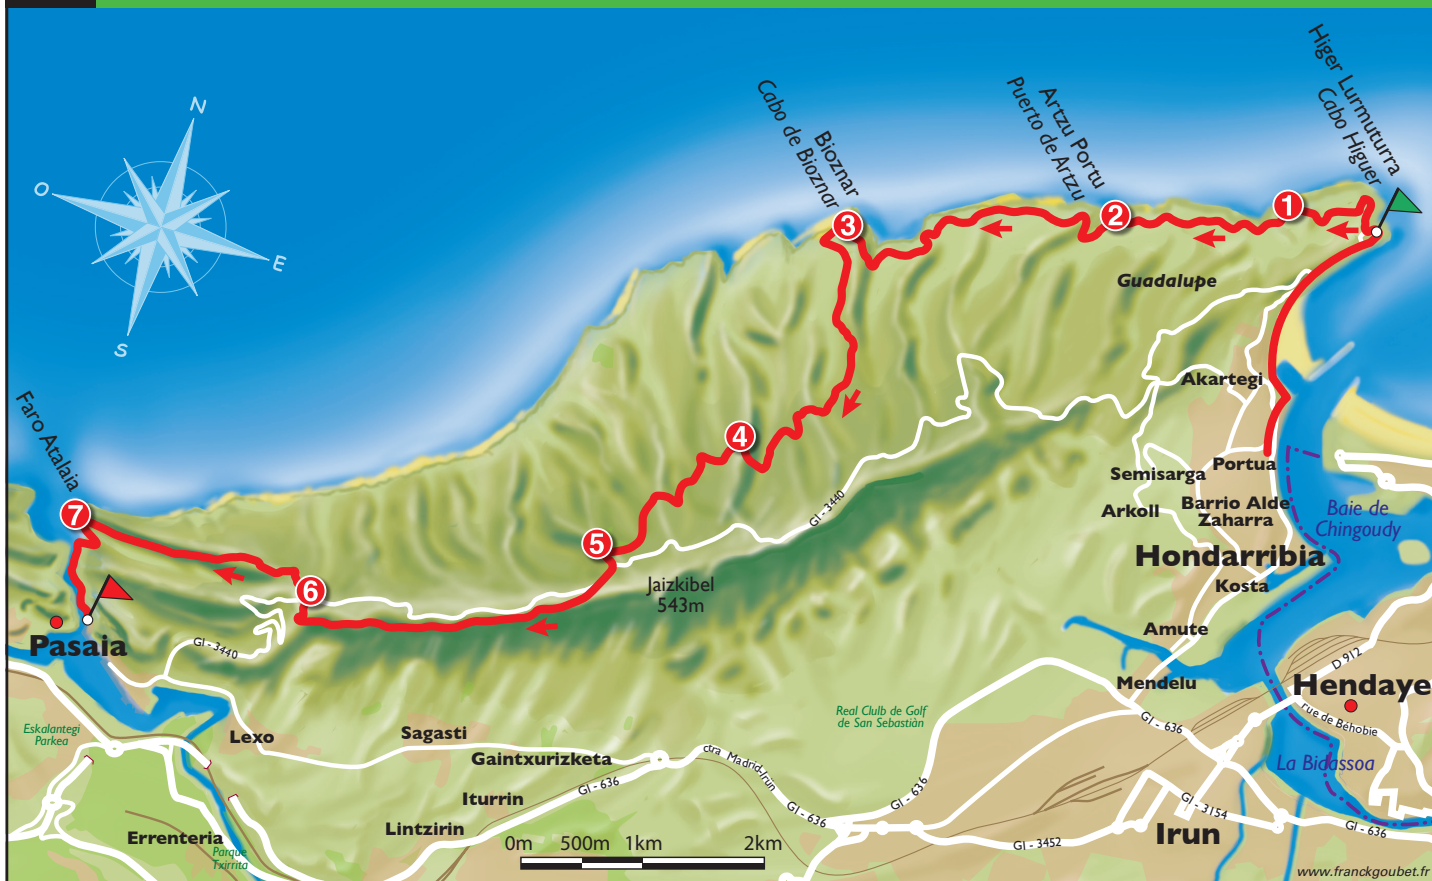 N
O
E
S
Higer Lurmuturra
Cabo Higuer
Artzu Portu
Puerto de Artzu
Bioznar
Cabo de Bioznar
Faro Atalaia
1
2
3
4
5
6
7
Guadalupe
Akartegi
Portua
Semisarga
Arkoll
Barrio Alde
Zaharra
Baie de
Chingoudy
Hondarribia
Kosta
Amute
Mendelu
GI - 3440
Jaizkibel
543m
GI - 3440
Pasaia
D 912
Hendaye
rue de Béhobie
La Bidassoa
GI - 636
GI - 3154
GI - 636
Irun
GI - 3452
GI - 636
GI - 636
ctra Madrid-Irún
Real Clulb de Golf
de San Sebastiàn
Eskalantegi
Parkea
Lexo
Sagasti
Gaintxurizketa
GI - 636
Iturrin
Lintzirin
Errenteria
Parque
Txirrita
0m 500m 1km 2km
www.franckgoubet.fr